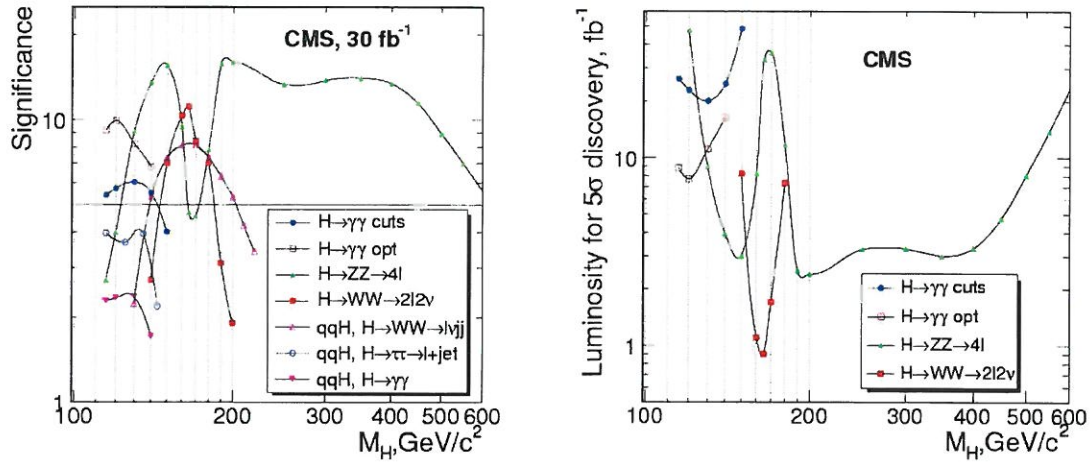 Significance
CMS, 30 fb⁻¹
10
1
H→γγ cuts
H→γγ opt
H→ZZ→4l
H→WW→2l2ν
qqH, H→WW→lνjj
qqH, H→ττ→l+jet
qqH, H→γγ
100 200 300 400 500 600
M_H,GeV/c²
Luminosity for 5σ discovery, fb⁻¹
CMS
10
1
H→γγ cuts
H→γγ opt
H→ZZ→4l
H→WW→2l2ν
100 200 300 400 500 600
M_H,GeV/c²